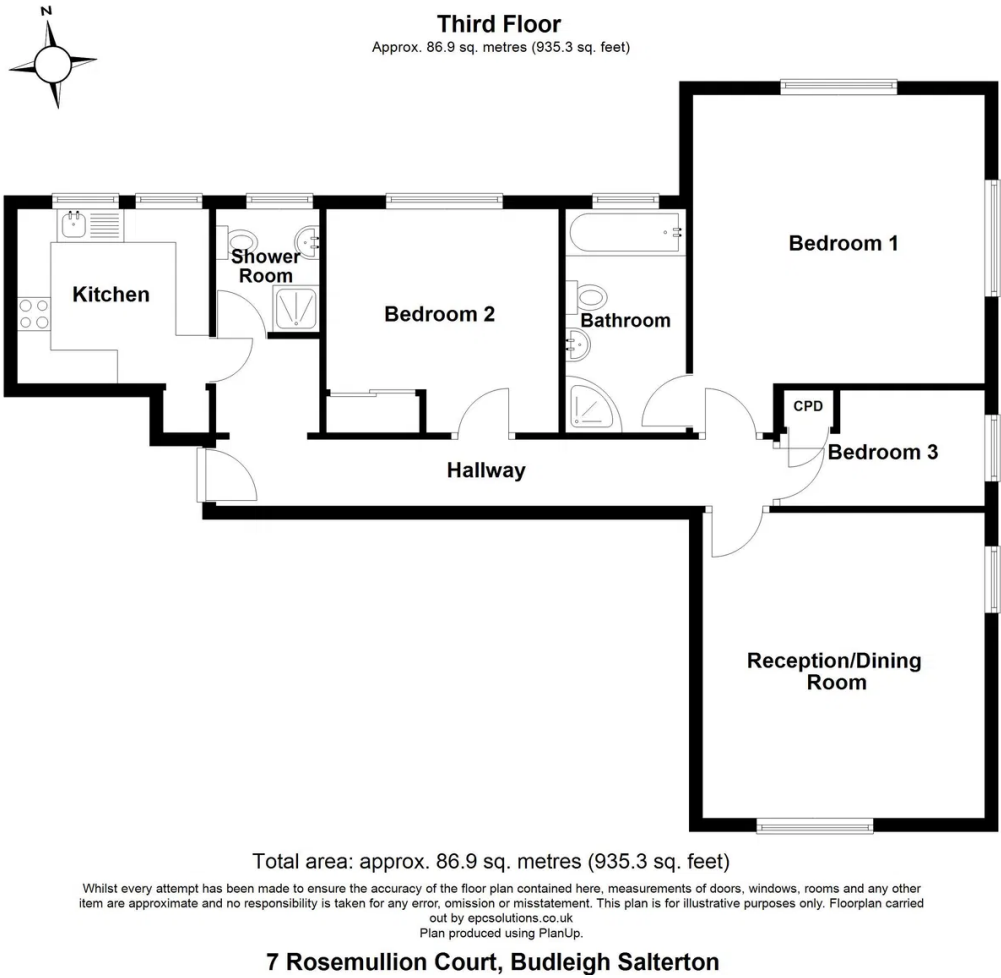 N
Third Floor
Approx. 86.9 sq. metres (935.3 sq. feet)
Bedroom 1
Shower
Room
Kitchen
Bedroom 2
Bathroom
CPD
Bedroom 3
Hallway
Reception/Dining
Room
Total area: approx. 86.9 sq. metres (935.3 sq. feet)
Whilst every attempt has been made to ensure the accuracy of the floor plan contained here, measurements of doors, windows, rooms and any other
item are approximate and no responsibility is taken for any error, omission or misstatement. This plan is for illustrative purposes only. Floorplan carried
out by epcsolutions.co.uk
Plan produced using PlanUp.
7 Rosemullion Court, Budleigh Salterton